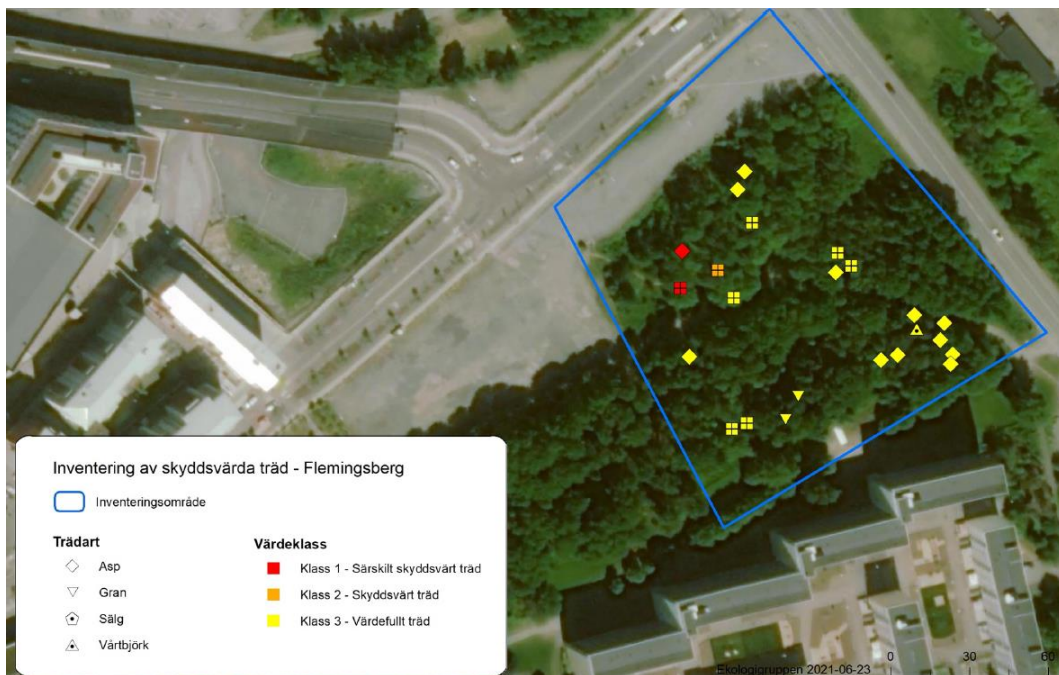 Inventering av skyddsvärda träd - Flemingsberg
Inventeringsområde
Trädart
Asp
Gran
Sälg
Vårtbjörk
Värdeklass
Klass 1 - Särskilt skyddsvärt träd
Klass 2 - Skyddsvärt träd
Klass 3 - Värdefullt träd
0 30 60
Ekologigruppen 2021-06-23